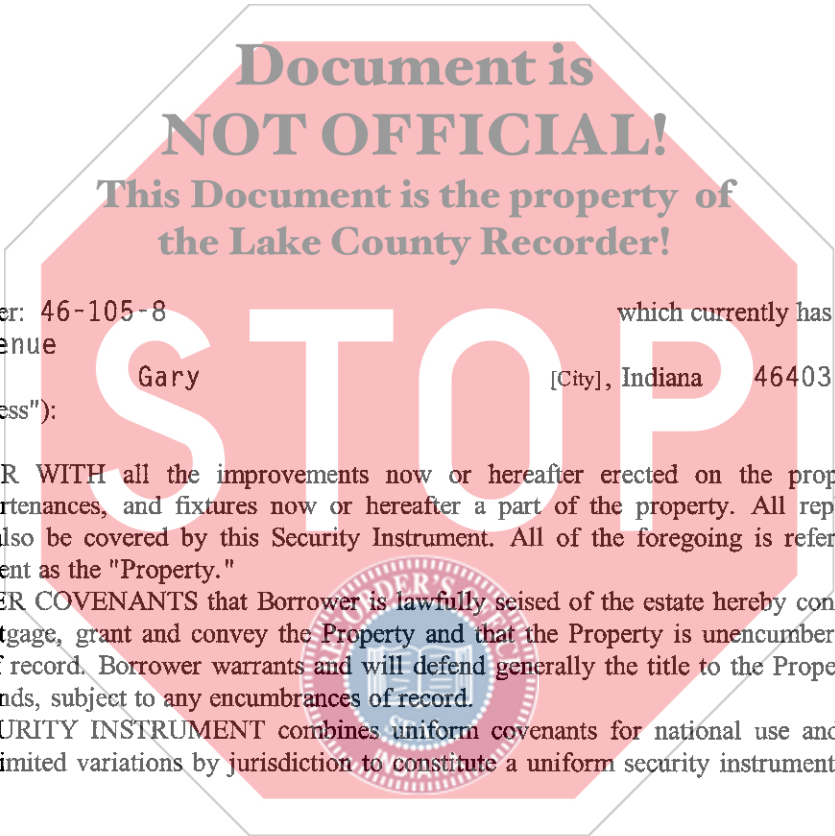 Document is
NOT OFFICIAL!
This Document is the property of
the Lake County Recorder!
er: 46-105-8 which currently has
enue
Gary [City], Indiana 46403
ess"):
STOP
R WITH all the improvements now or hereafter erected on the prop
rtenances, and fixtures now or hereafter a part of the property. All rep
lso be covered by this Security Instrument. All of the foregoing is refer
ent as the "Property."
ER COVENANTS that Borrower is lawfully seised of the estate hereby con
tgage, grant and convey the Property and that the Property is unencumber
f record. Borrower warrants and will defend generally the title to the Prope
nds, subject to any encumbrances of record.
URITY INSTRUMENT combines uniform covenants for national use and
imited variations by jurisdiction to constitute a uniform security instrument
RECORDER'S OFFICE
SEAL
INDIANA